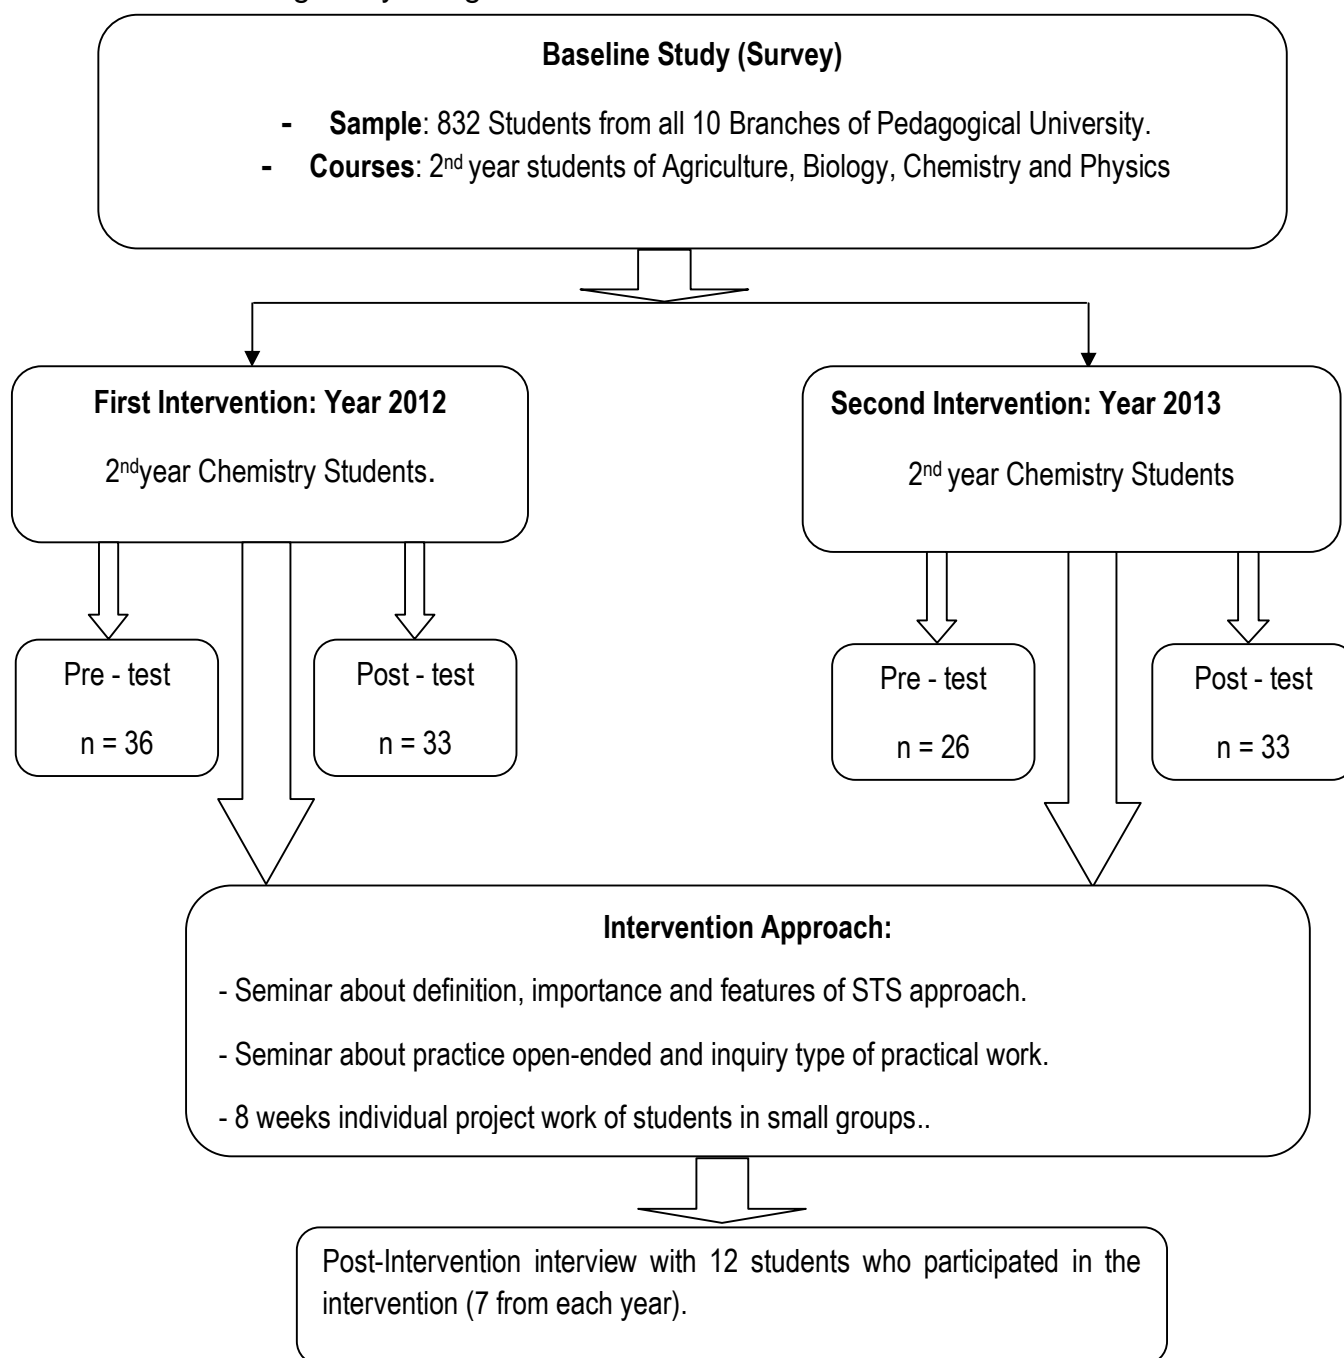 Baseline Study (Survey)
- Sample: 832 Students from all 10 Branches of Pedagogical University.
- Courses: 2nd year students of Agriculture, Biology, Chemistry and Physics
First Intervention: Year 2012
2ndyear Chemistry Students.
Second Intervention: Year 2013
2nd year Chemistry Students
Pre - test
n = 36
Post - test
n = 33
Pre - test
n = 26
Post - test
n = 33
Intervention Approach:
- Seminar about definition, importance and features of STS approach.
- Seminar about practice open-ended and inquiry type of practical work.
- 8 weeks individual project work of students in small groups..
Post-Intervention interview with 12 students who participated in the
intervention (7 from each year).